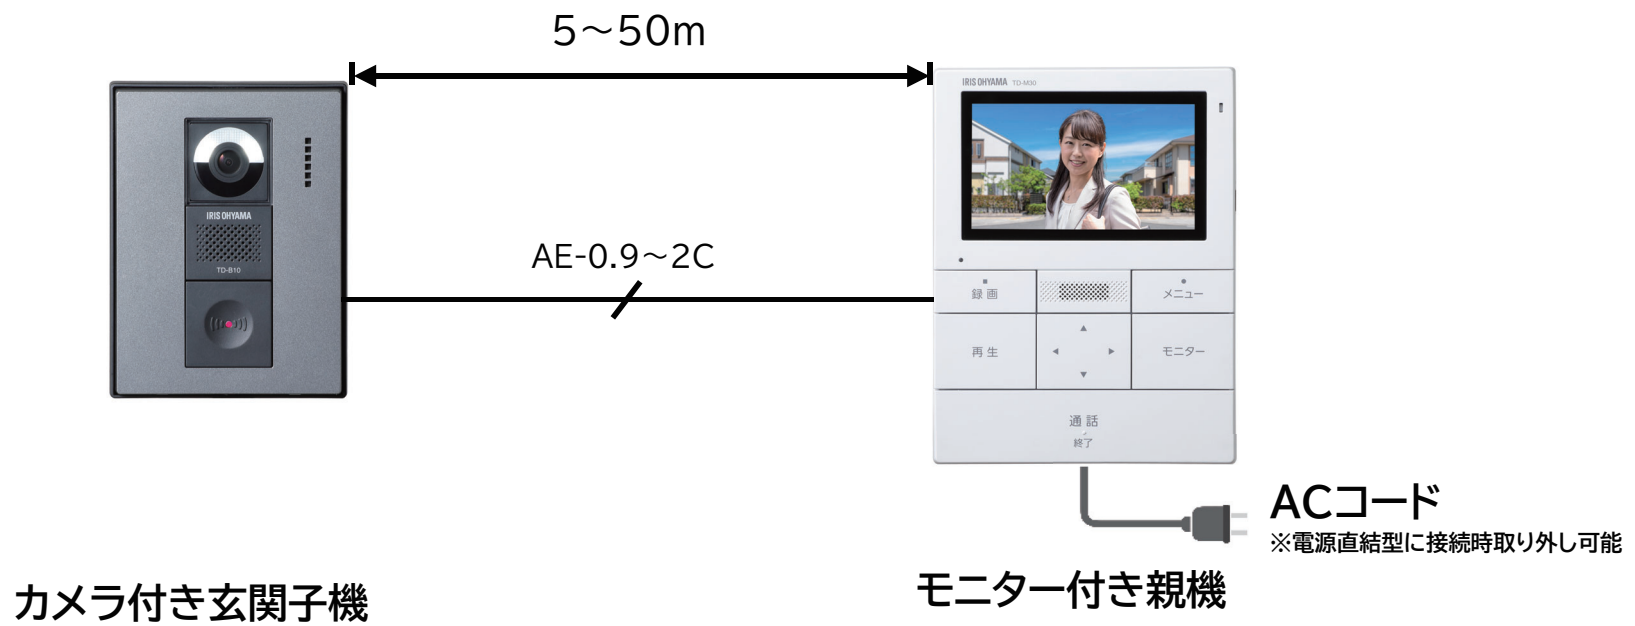 5～50m
IRIS OHYAMA TD-M30
IRIS OHYAMA
TD-B10
AE-0.9～2C
録画
メニュー
再生
モニター
通話
終了
ACコード
※電源直結型に接続時取り外し可能
カメラ付き玄関子機
モニター付き親機